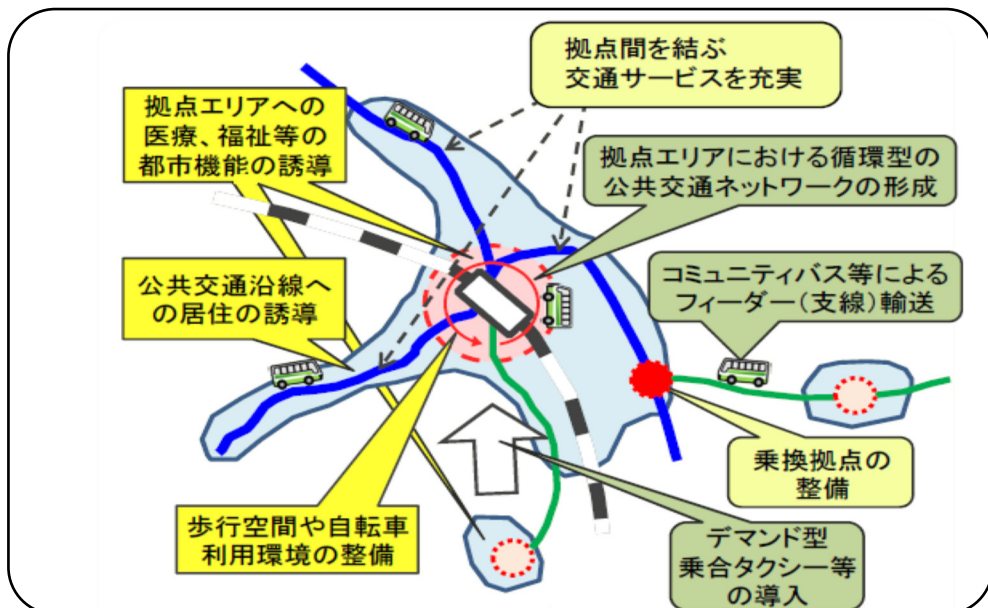 拠点間を結ぶ
交通サービスを充実
拠点エリアへの
医療、福祉等の
都市機能の誘導
拠点エリアにおける循環型の
公共交通ネットワークの形成
公共交通沿線へ
の居住の誘導
コミュニティバス等による
フィーダー(支線)輸送
乗換拠点の
整備
歩行空間や自転車
利用環境の整備
デマンド型
乗合タクシー等
の導入